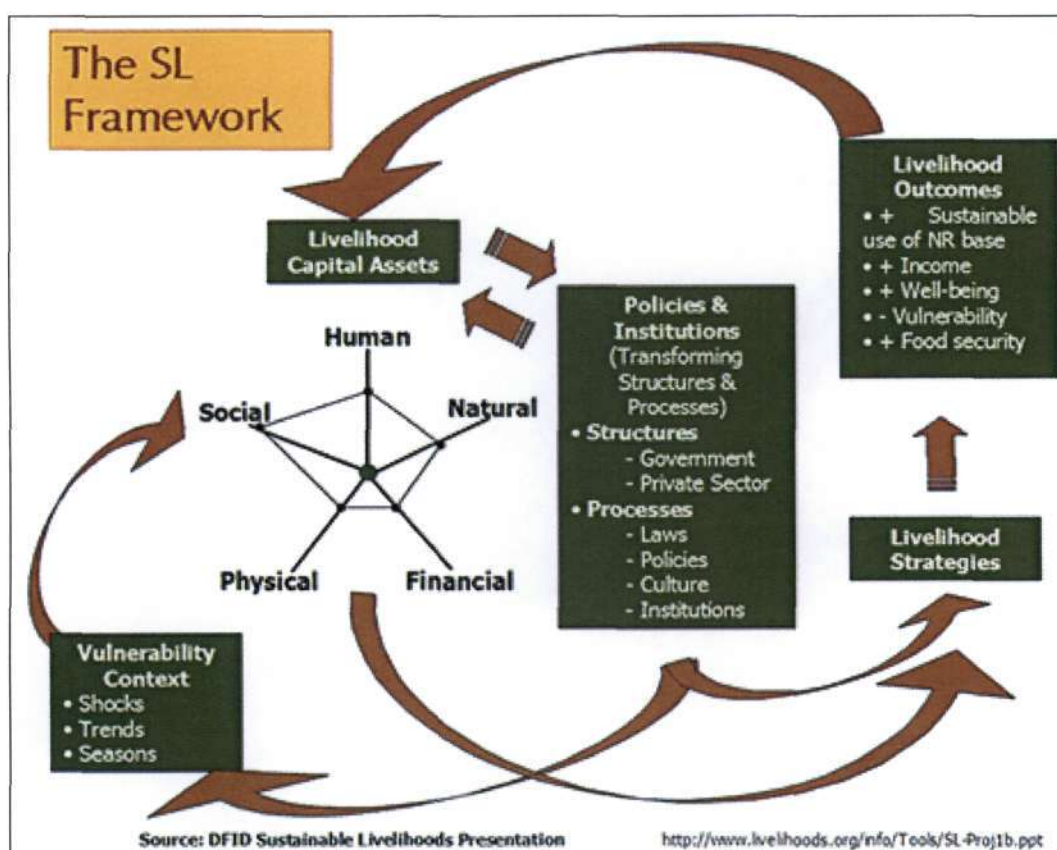 The SL
Framework
Livelihood
Outcomes
• + Sustainable
use of NR base
• + Income
• + Well-being
• - Vulnerability
• + Food security
Livelihood
Capital Assets
Policies &
Institutions
(Transforming
Structures &
Processes)
• Structures
- Government
- Private Sector
• Processes
- Laws
- Policies
- Culture
- Institutions
Human
Social
Natural
Physical
Financial
Livelihood
Strategies
Vulnerability
Context
• Shocks
• Trends
• Seasons
Source: DFID Sustainable Livelihoods Presentation
http://www.livelihoods.org/info/Tools/SL-Proj1b.ppt